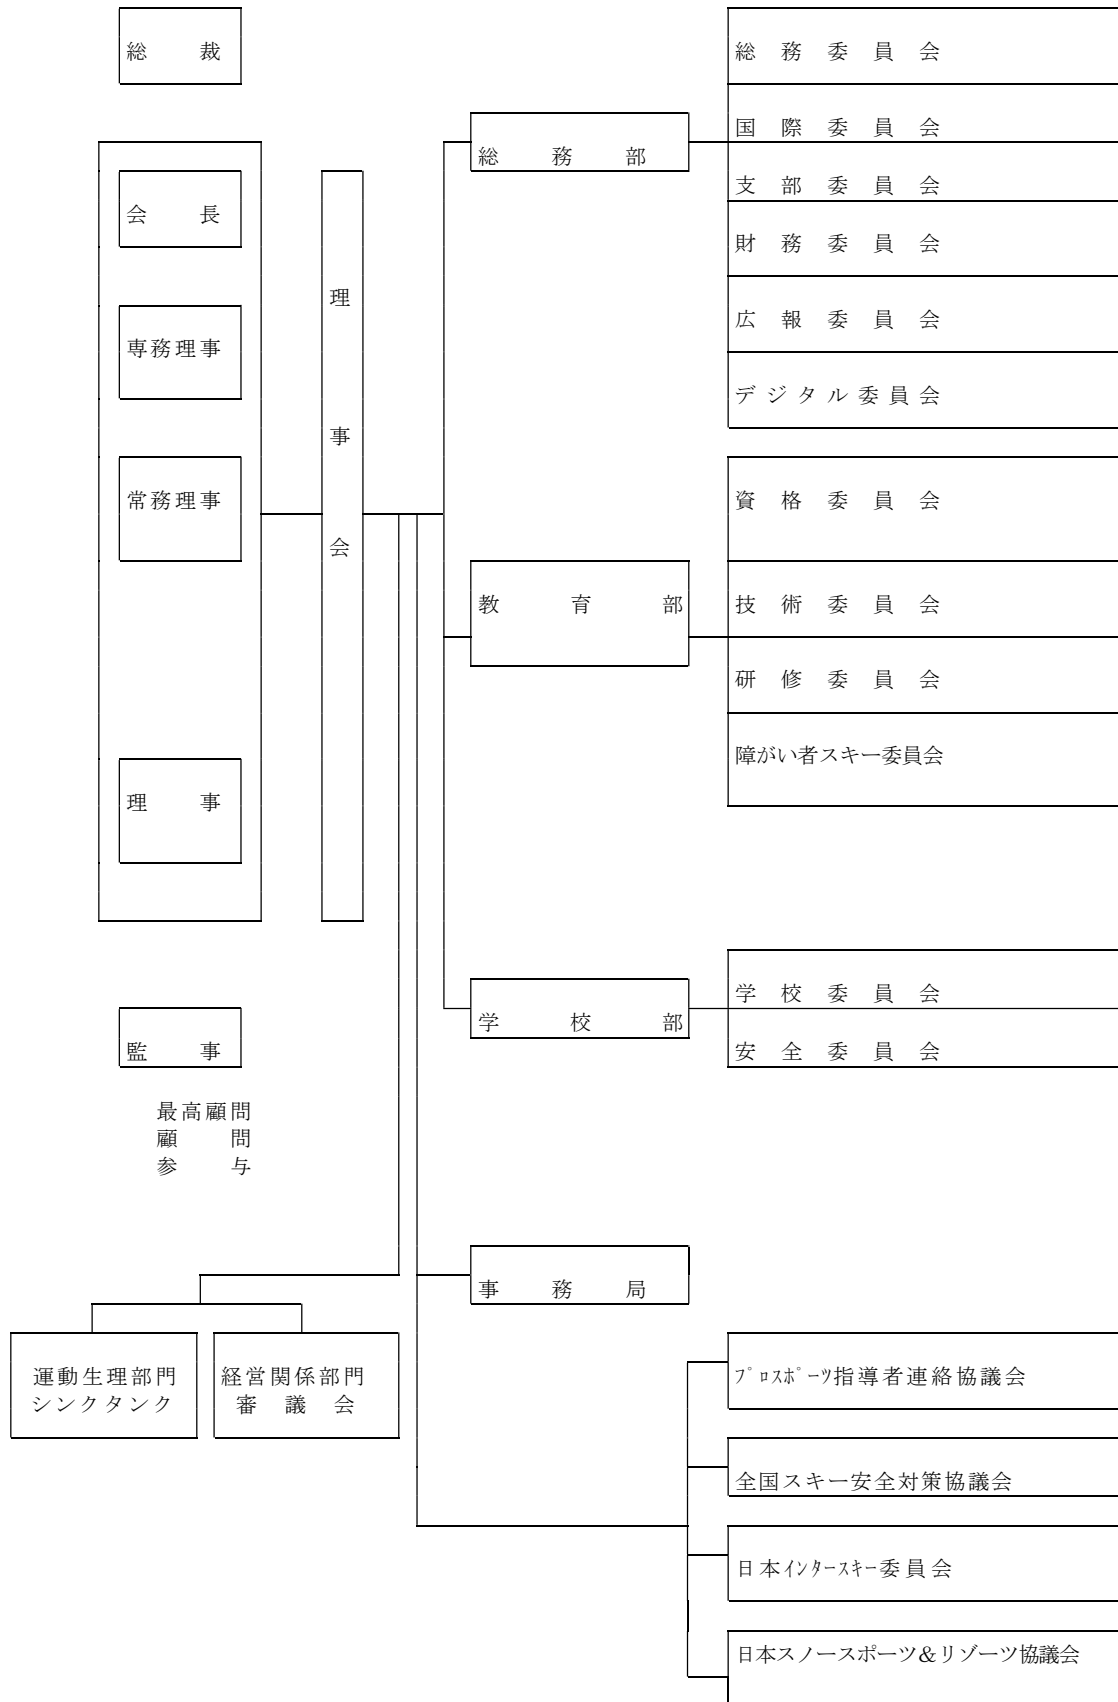 総裁
会長
専務理事
常務理事
理事
監事
最高顧問
顧問
参与
理事会
総務部
総務委員会
国際委員会
支部委員会
財務委員会
広報委員会
デジタル委員会
教育部
資格委員会
技術委員会
研修委員会
障がい者スキー委員会
学校部
学校委員会
安全委員会
事務局
運動生理部門
シンクタンク
経営関係部門
審議会
ﾌﾟﾛｽﾎﾟｰﾂ指導者連絡協議会
全国スキー安全対策協議会
日本ｲﾝﾀｰｽｷｰ委員会
日本スノースポーツ&リゾーツ協議会